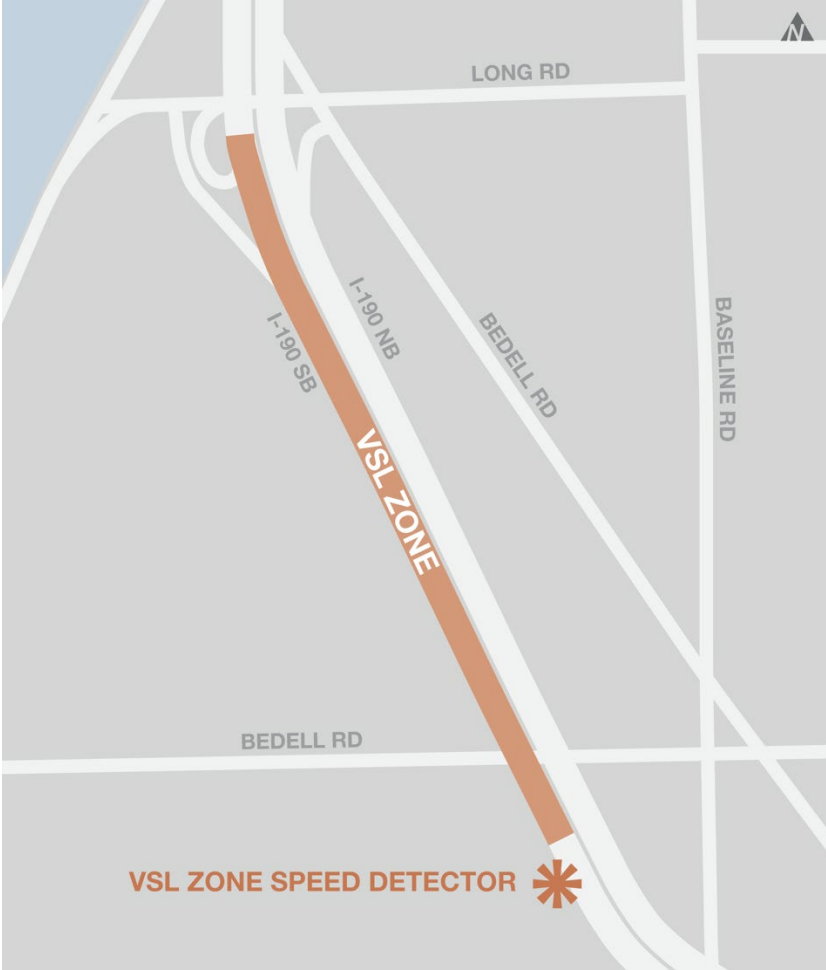 N
LONG RD
I-190 NB
I-190 SB
BEDELL RD
BASELINE RD
VSL ZONE
BEDELL RD
VSL ZONE SPEED DETECTOR